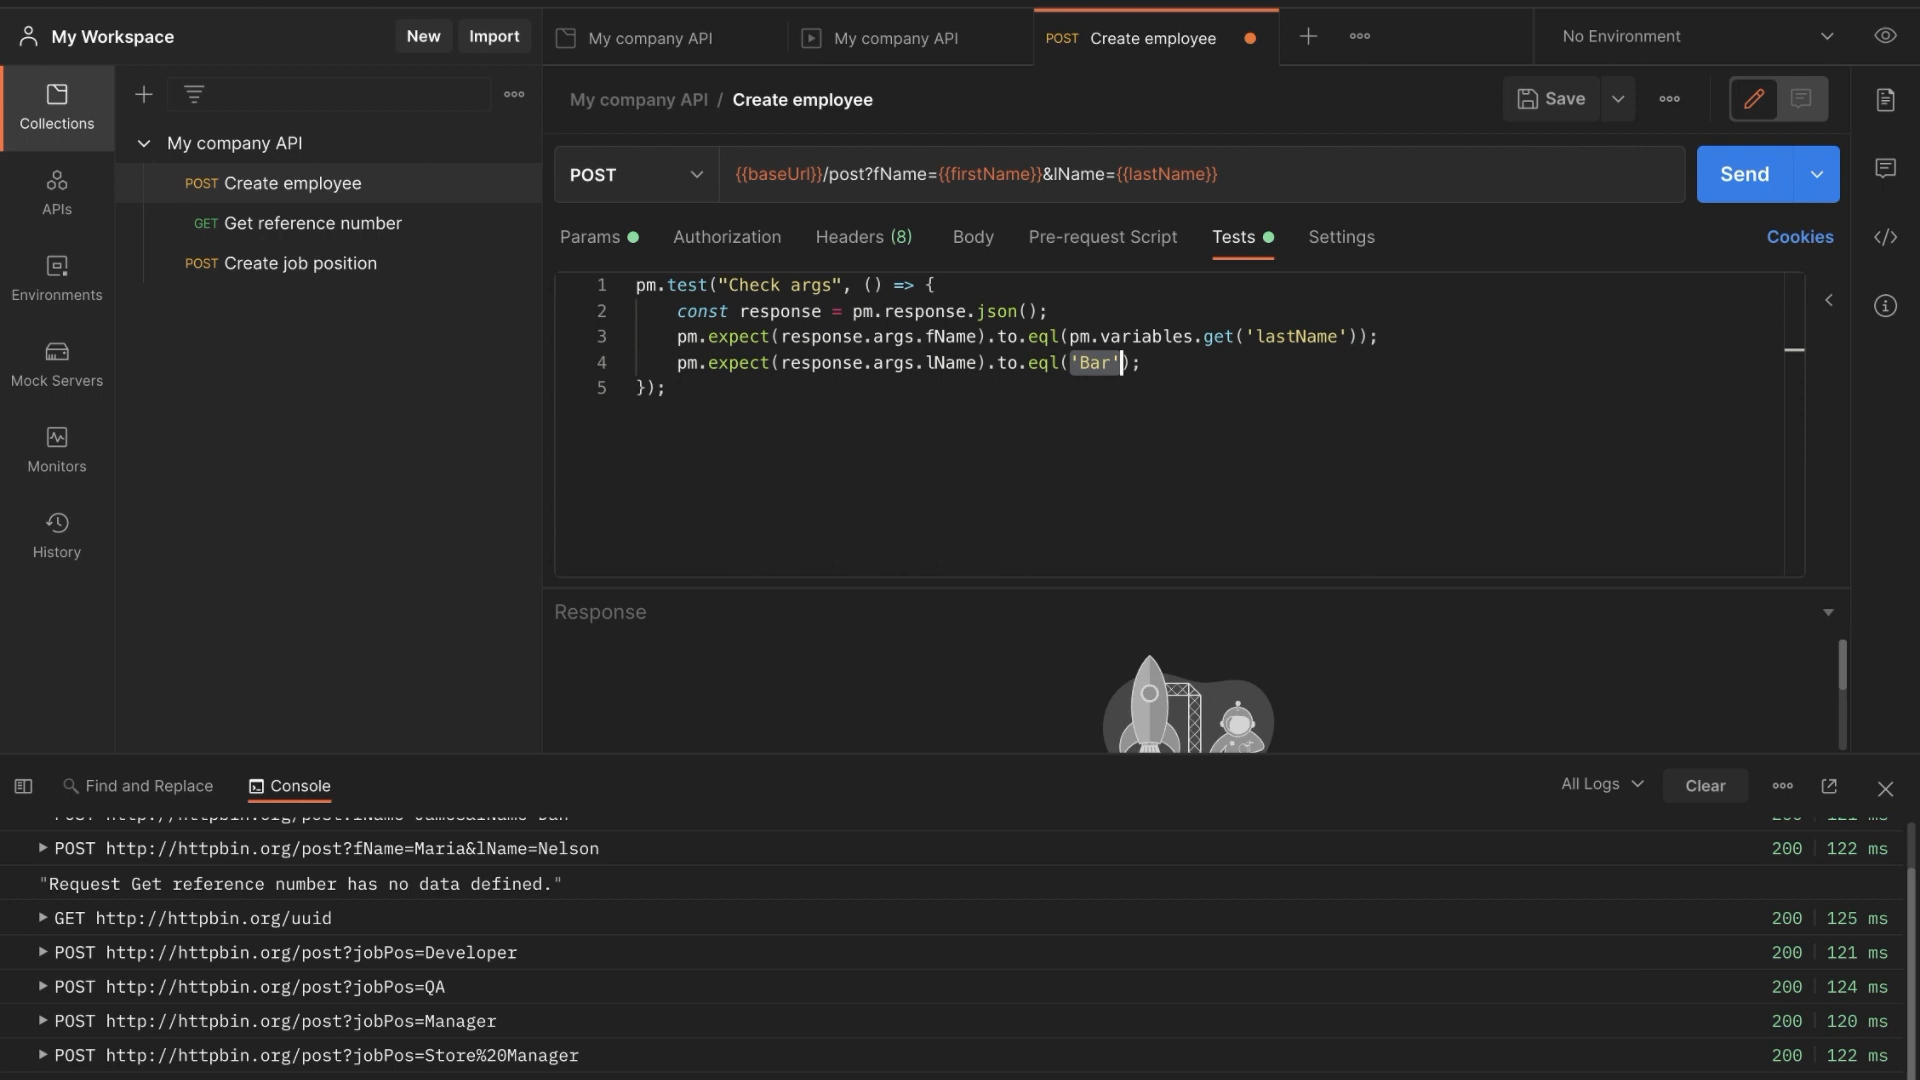 My Workspace
New
Import
My company API
My company API
POST Create employee
No Environment
Collections
APIs
Environments
Mock Servers
Monitors
History
My company API
POST Create employee
GET Get reference number
POST Create job position
My company API / Create employee
Save
POST
{{baseUrl}}/post?fName={{firstName}}&lName={{lastName}}
Send
Params
Authorization
Headers (8)
Body
Pre-request Script
Tests
Settings
Cookies
1 pm.test("Check args", () => {
2 const response = pm.response.json();
3 pm.expect(response.args.fName).to.eql(pm.variables.get('lastName'));
4 pm.expect(response.args.lName).to.eql('Bar');
5 });
Response
Find and Replace
Console
All Logs
Clear
POST http://httpbin.org/post?fName=Maria&lName=Nelson 200 122 ms
"Request Get reference number has no data defined."
GET http://httpbin.org/uuid 200 125 ms
POST http://httpbin.org/post?jobPos=Developer 200 121 ms
POST http://httpbin.org/post?jobPos=QA 200 124 ms
POST http://httpbin.org/post?jobPos=Manager 200 120 ms
POST http://httpbin.org/post?jobPos=Store%20Manager 200 122 ms